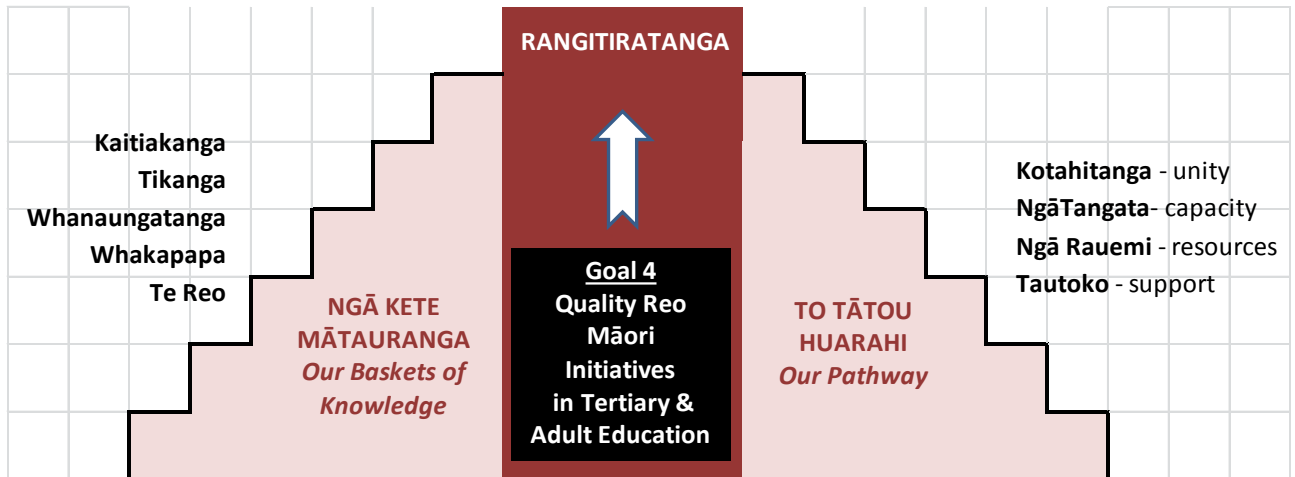 RANGITIRATANGA
Kaitiakanga
Tikanga
Whanaungatanga
Whakapapa
Te Reo
NGĀ KETE
MĀTAURANGA
Our Baskets of
Knowledge
Goal 4
Quality Reo
Māori
Initiatives
in Tertiary &
Adult Education
TO TĀTOU
HUARAHI
Our Pathway
Kotahitanga - unity
NgāTangata- capacity
Ngā Rauemi - resources
Tautoko - support